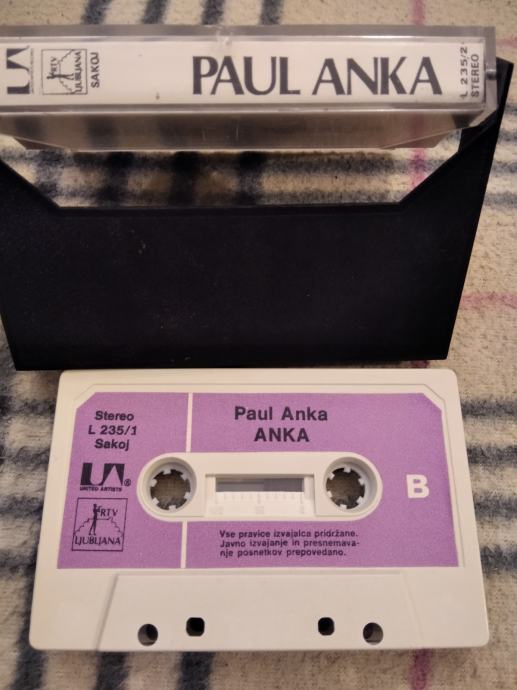 UA
RTV
LJUBLJANA
SAKOJ
PAUL ANKA
L 235/2
STEREO
Stereo
L 235/1
Sakoj
UA®
UNITED ARTISTS
RTV
LJUBLJANA
Paul Anka
ANKA
B
Vse pravice izvajalca pridržane.
Javno izvajanje in presnemava-
nje posnetkov prepovedano.